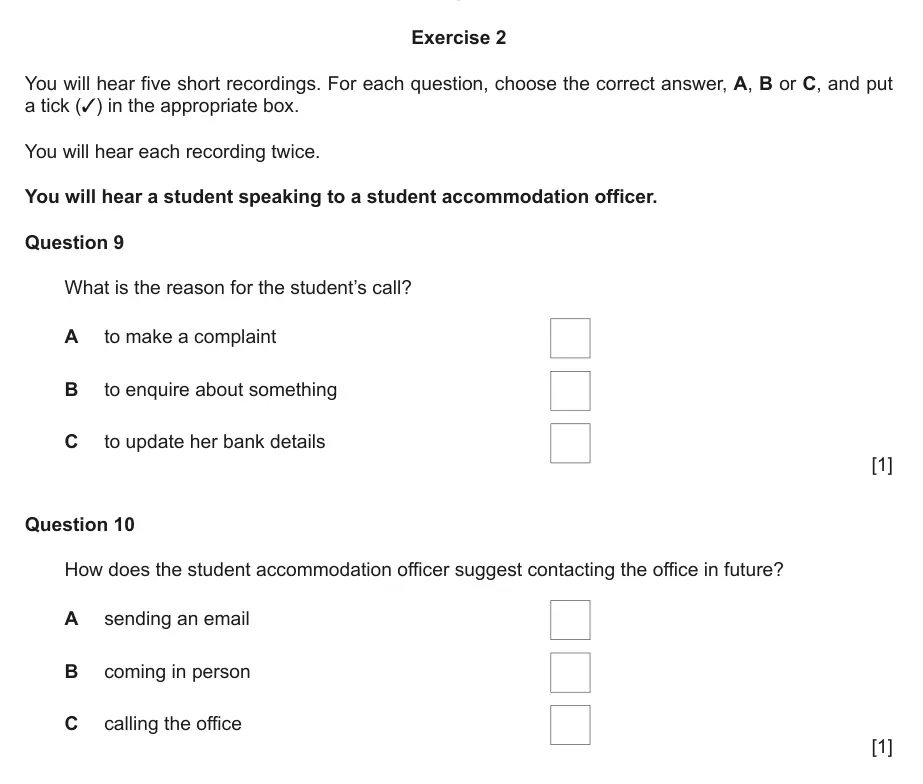 Exercise 2
You will hear five short recordings. For each question, choose the correct answer, A, B or C, and put
a tick (✓) in the appropriate box.
You will hear each recording twice.
You will hear a student speaking to a student accommodation officer.
Question 9
What is the reason for the student's call?
A to make a complaint
B to enquire about something
C to update her bank details
[1]
Question 10
How does the student accommodation officer suggest contacting the office in future?
A sending an email
B coming in person
C calling the office
[1]